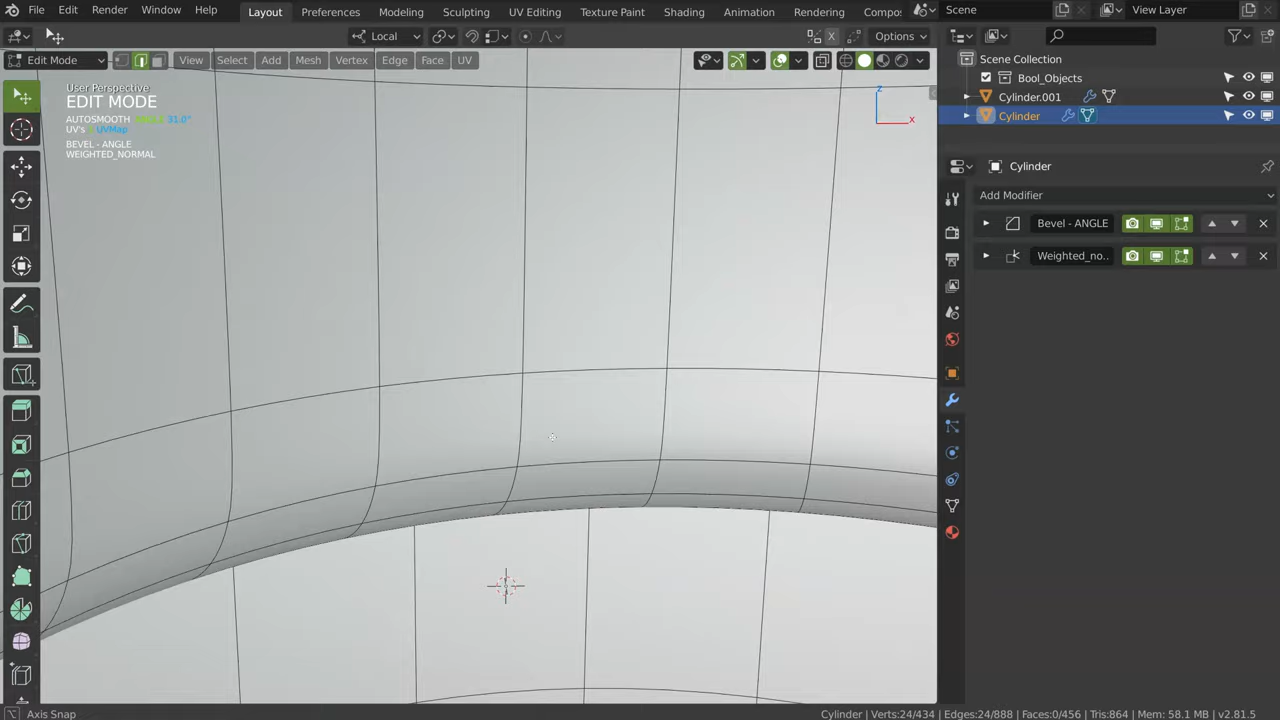 File Edit Render Window Help Layout Preferences Modeling Sculpting UV Editing Texture Paint Shading Animation Rendering Compos Scene View Layer
Local Options
Edit Mode View Select Add Mesh Vertex Edge Face UV
User Perspective
EDIT MODE
AUTOSMOOTH ANGLE 31.0°
UV's UVMap
BEVEL - ANGLE
WEIGHTED_NORMAL
Z
X
Scene Collection
Bool_Objects
Cylinder.001
Cylinder
Cylinder
Add Modifier
Bevel - ANGLE
Weighted_no..
Axis Snap
Cylinder | Verts:24/434 | Edges:24/888 | Faces:0/456 | Tris:864 | Mem: 58.1 MB | v2.81.5